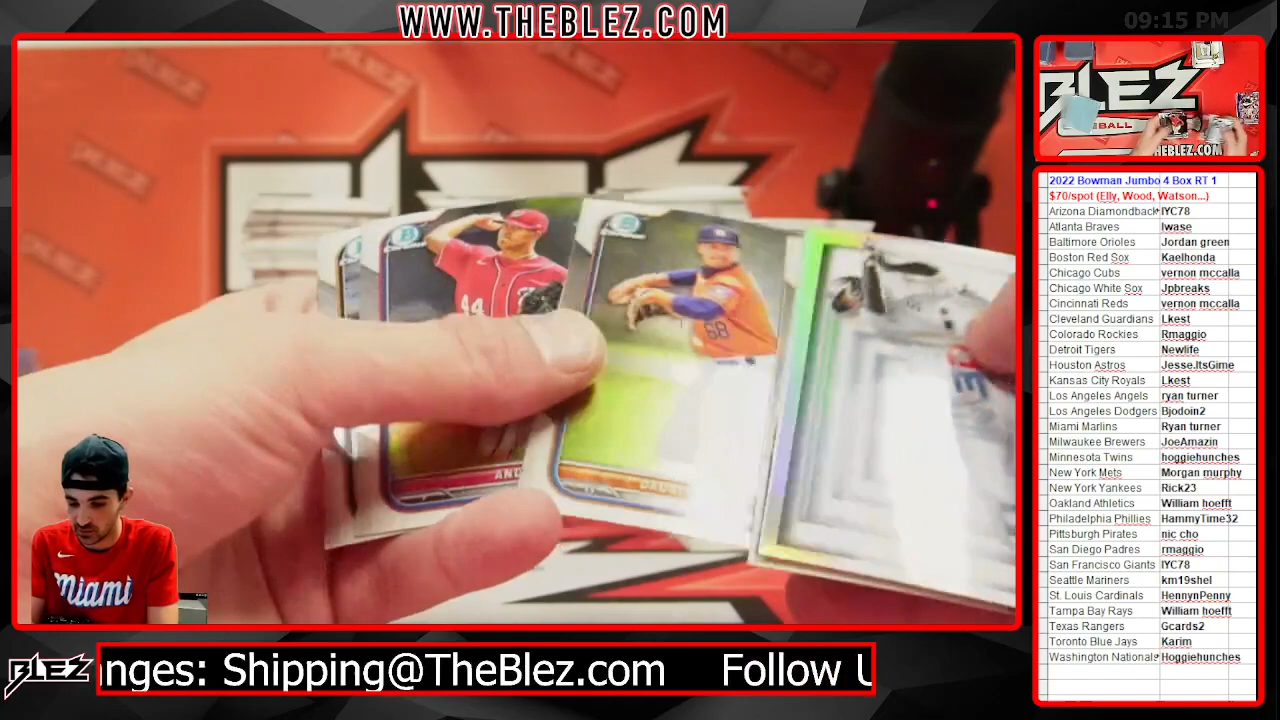 WWW.THEBLEZ.COM
09:15 PM
BLEZ
BALL
THEBLEZ.COM
44
AND
68
Miami
2022 Bowman Jumbo 4 Box RT 1
$70/spot (Elly, Wood, Watson...)
Arizona Diamondback IYC78
Atlanta Braves Iwase
Baltimore Orioles Jordan green
Boston Red Sox Kaelhonda
Chicago Cubs vernon mccalla
Chicago White Sox Jpbreaks
Cincinnati Reds vernon mccalla
Cleveland Guardians Lkest
Colorado Rockies Rmaggio
Detroit Tigers Newlife
Houston Astros JesseItsGime
Kansas City Royals Lkest
Los Angeles Angels ryan turner
Los Angeles Dodgers Bjodoin2
Miami Marlins Ryan turner
Milwaukee Brewers JoeAmazin
Minnesota Twins hoggiehunches
New York Mets Morgan murphy
New York Yankees Rick23
Oakland Athletics William hoefft
Philadelphia Phillies HammyTime32
Pittsburgh Pirates nic cho
San Diego Padres rmaggio
San Francisco Giants IYC78
Seattle Mariners km19shel
St. Louis Cardinals HennynPenny
Tampa Bay Rays William hoefft
Texas Rangers Gcards2
Toronto Blue Jays Karim
Washington Nationals Hoggiehunches
BLEZ
nges: Shipping@TheBlez.com Follow U